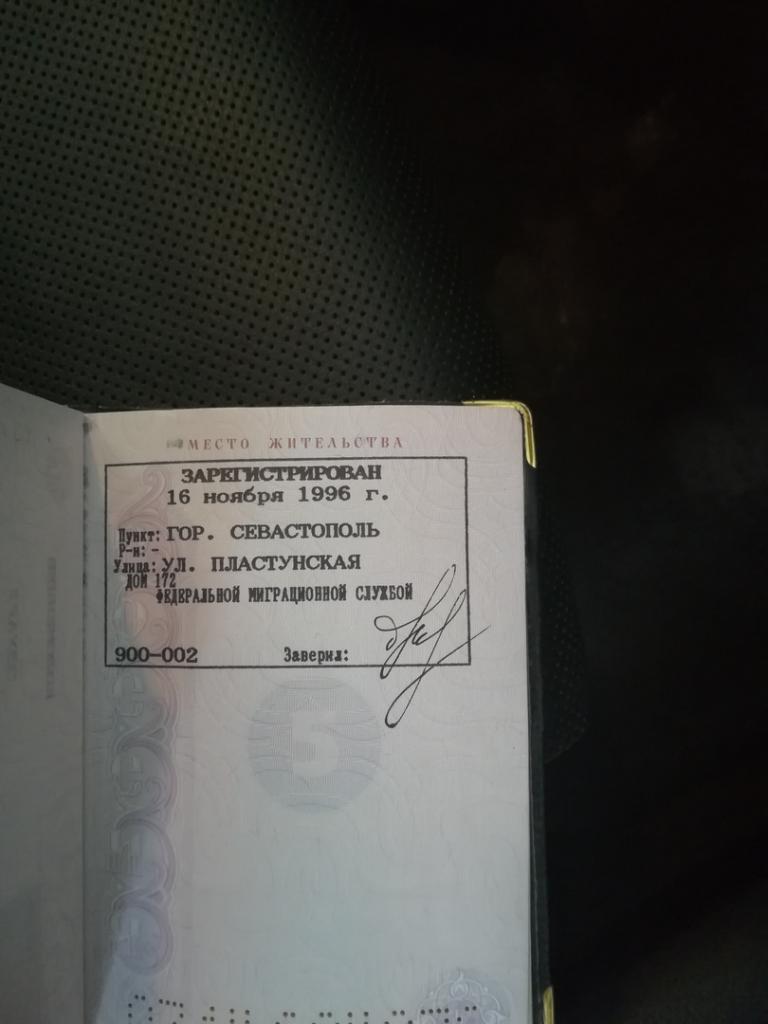 МЕСТО ЖИТЕЛЬСТВА
ЗАРЕГИСТРИРОВАН
16 ноября 1996 г.
Пункт: ГОР. СЕВАСТОПОЛЬ
Р-н: -
Улица: УЛ. ПЛАСТУНСКАЯ
ДОМ 172
ФЕДЕРАЛЬНОЙ МИГРАЦИОННОЙ СЛУЖБОЙ
900-002 Заверил:
5